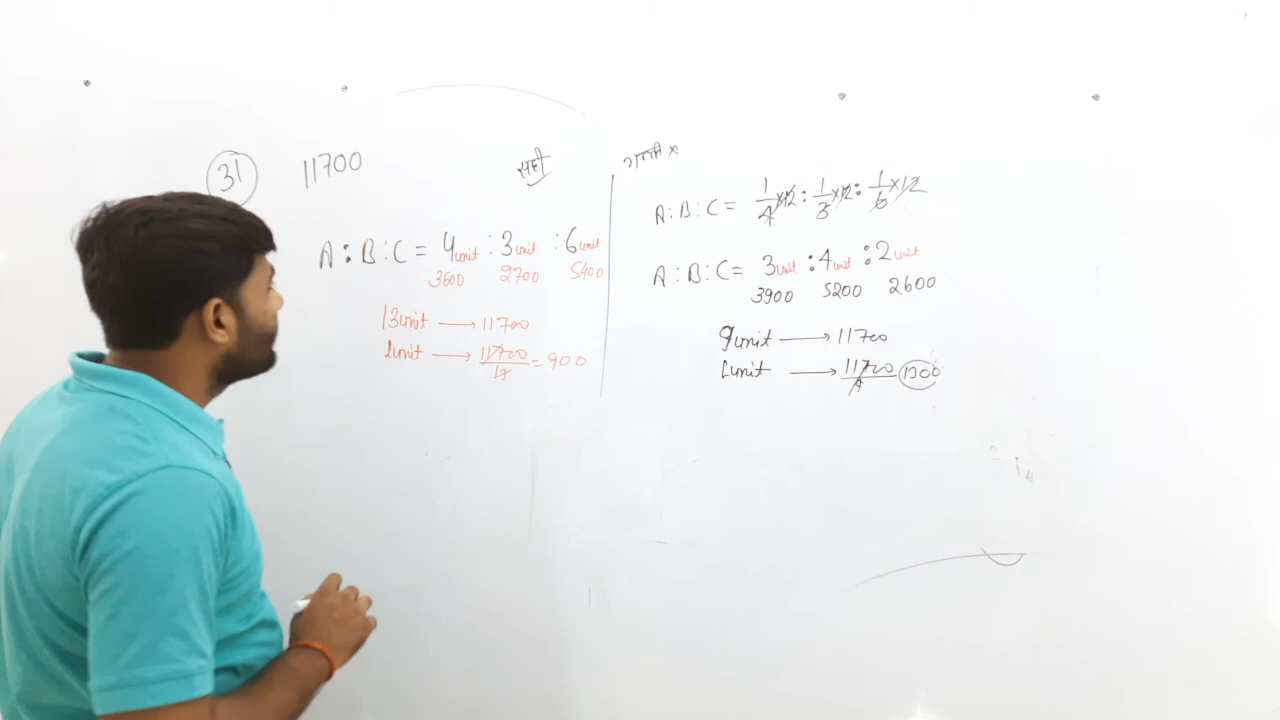 31
11700
सही
A : B : C = 4unit : 3unit : 6unit
3600 2700 5400
13unit → 11700
1unit → 11700/13 = 900
गलती ×
A : B : C = 1/4×12 : 1/3×12 : 1/6×12
A : B : C = 3unit : 4unit : 2unit
3900 5200 2600
9unit → 11700
1unit → 11700/9 1300